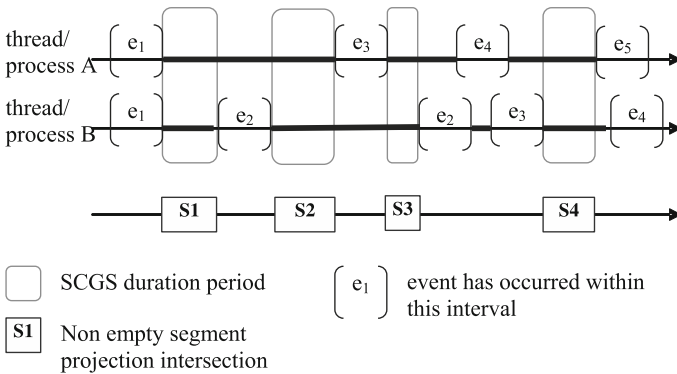 thread/
process A
e1 e3 e4 e5
thread/
process B
e1 e2 e2 e3 e4
S1 S2 S3 S4
SCGS duration period
e1
event has occurred within
this interval
S1
Non empty segment
projection intersection